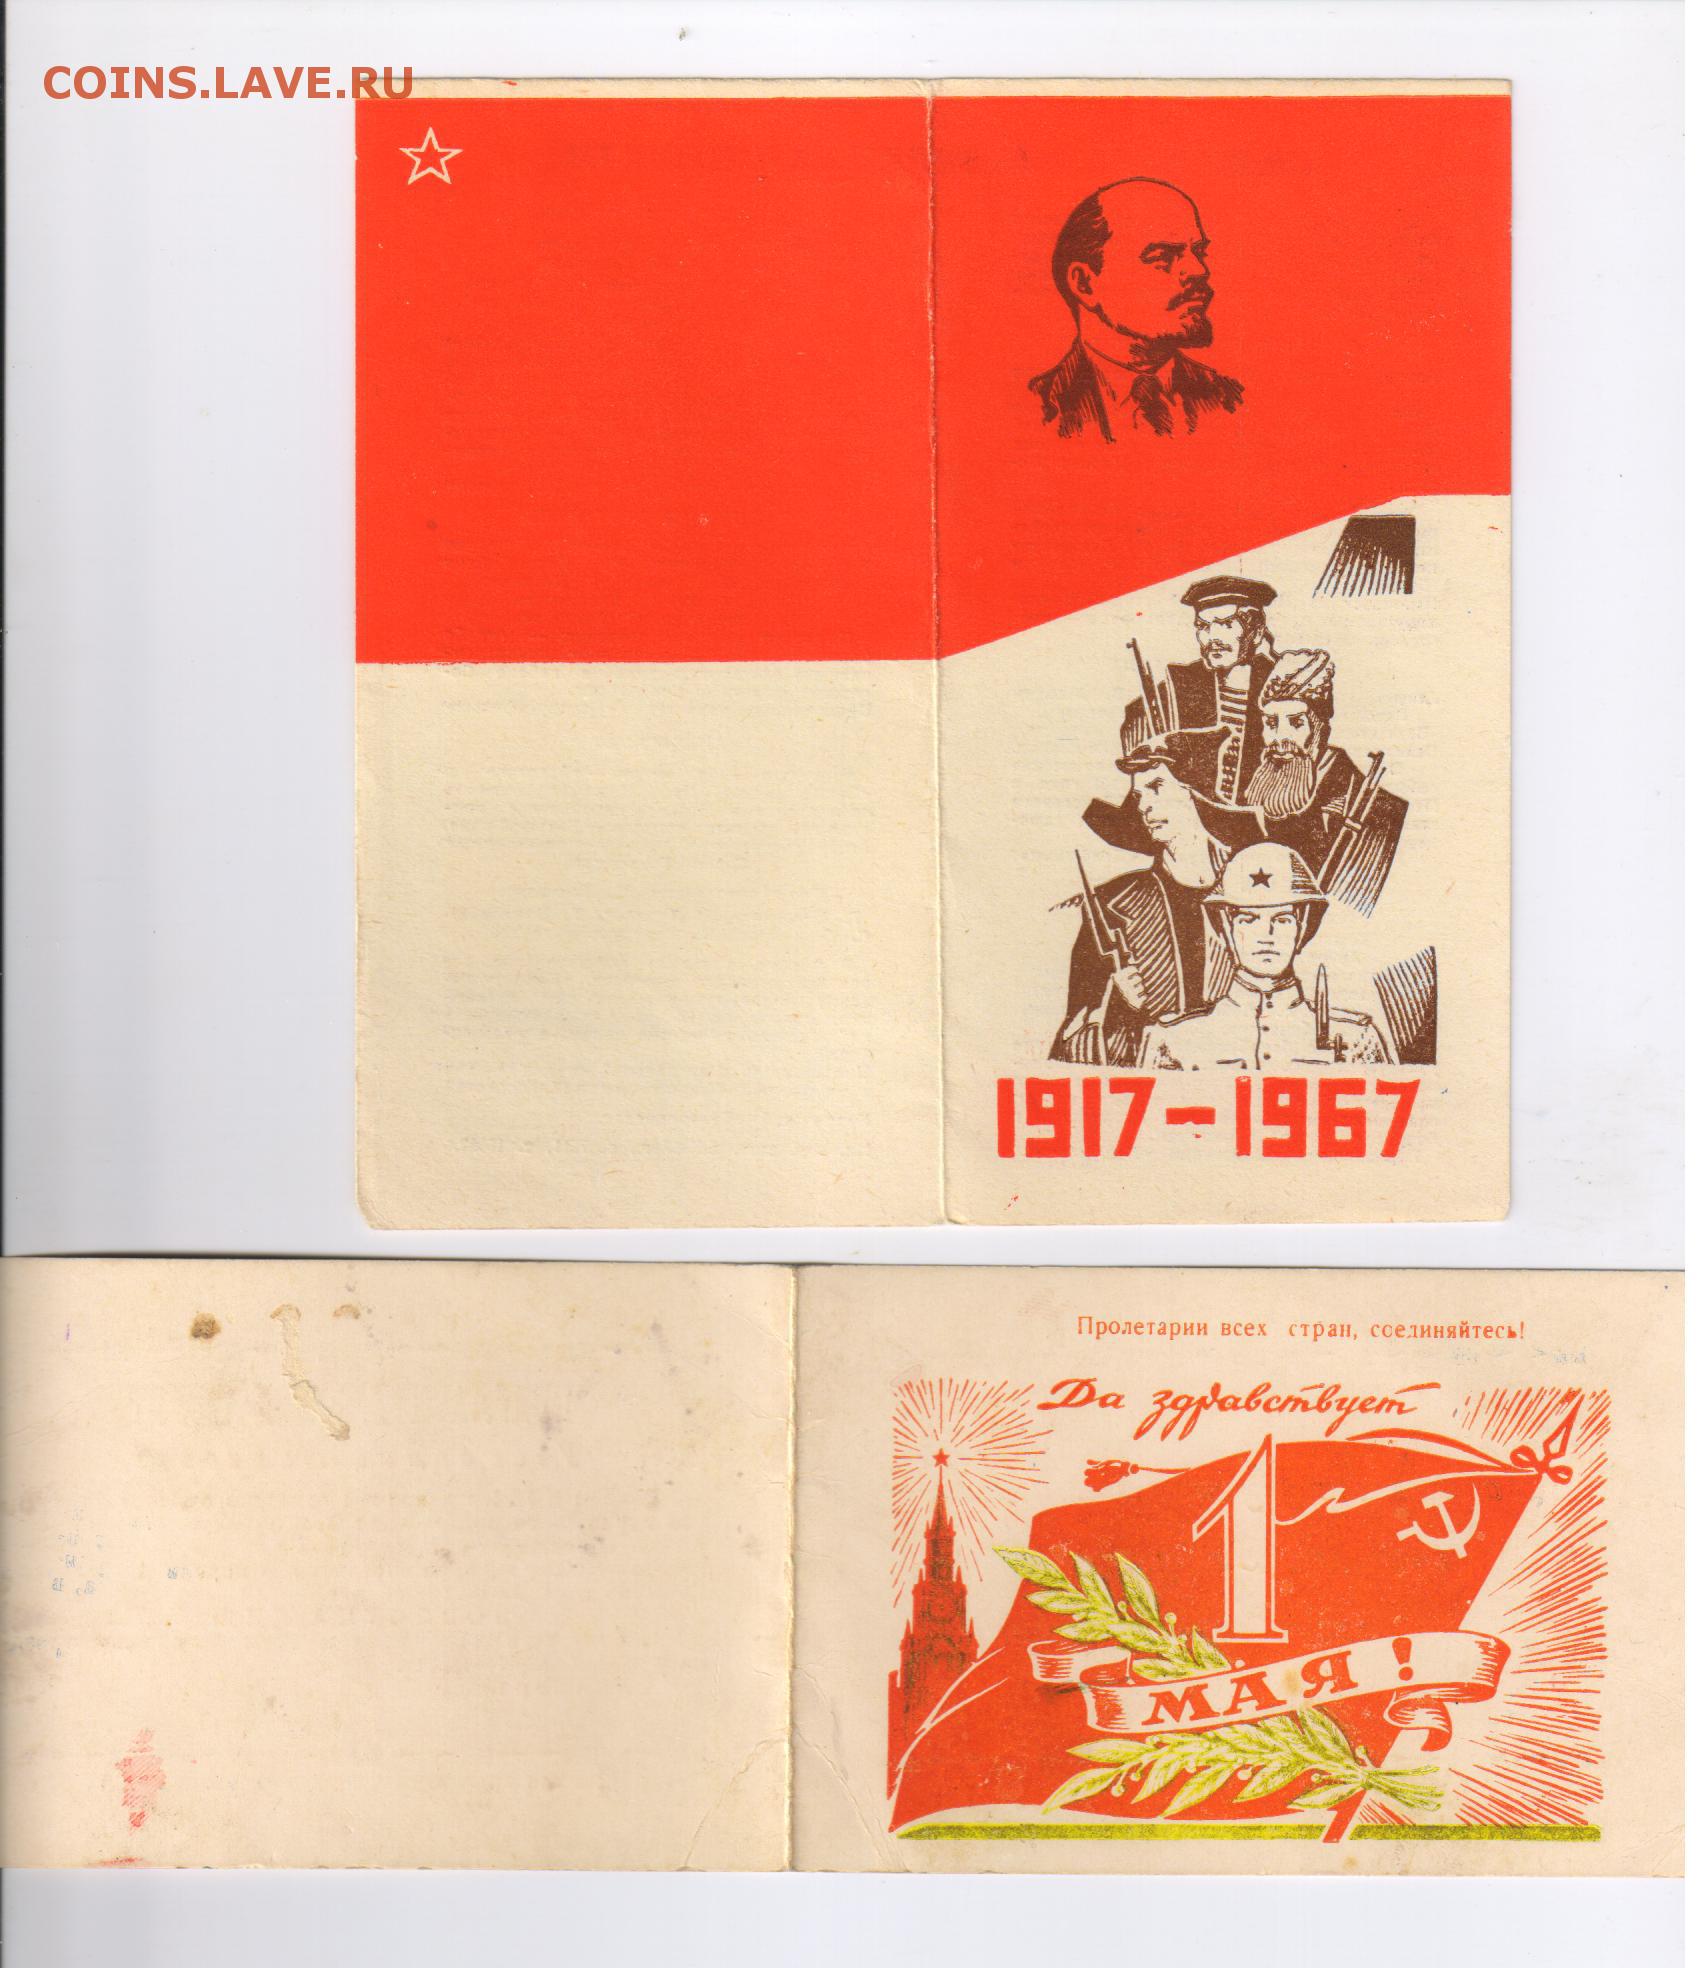 COINS.LAVE.RU
1917-1967
Пролетарии всех стран, соединяйтесь!
Да здравствует
1
МАЯ!